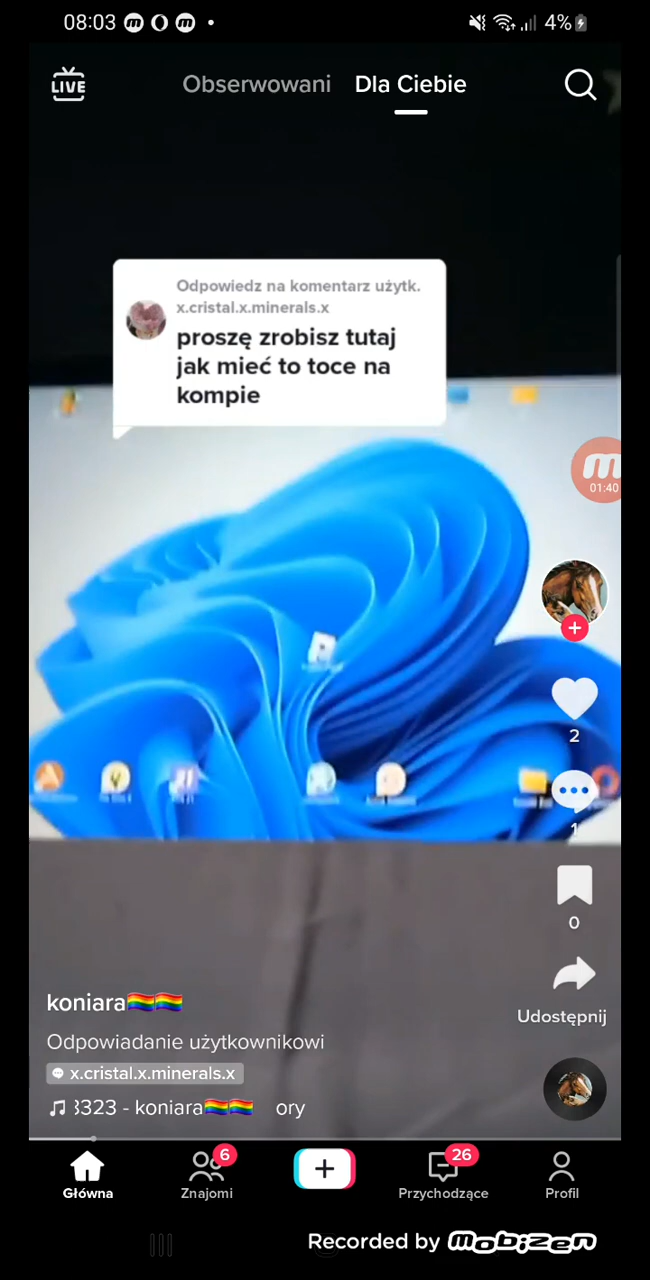 08:03
4%
LIVE
Obserwowani Dla Ciebie
Odpowiedz na komentarz użytk.
x.cristal.x.minerals.x
proszę zrobisz tutaj
jak mieć to toce na
kompie
01:40
2
1
0
Udostępnij
koniara🏳️‍🌈🏳️‍🌈
Odpowiadanie użytkownikowi
x.cristal.x.minerals.x
3323 - koniara🏳️‍🌈🏳️‍🌈 ory
6
26
Główna
Znajomi
Przychodzące
Profil
Recorded by mobizen